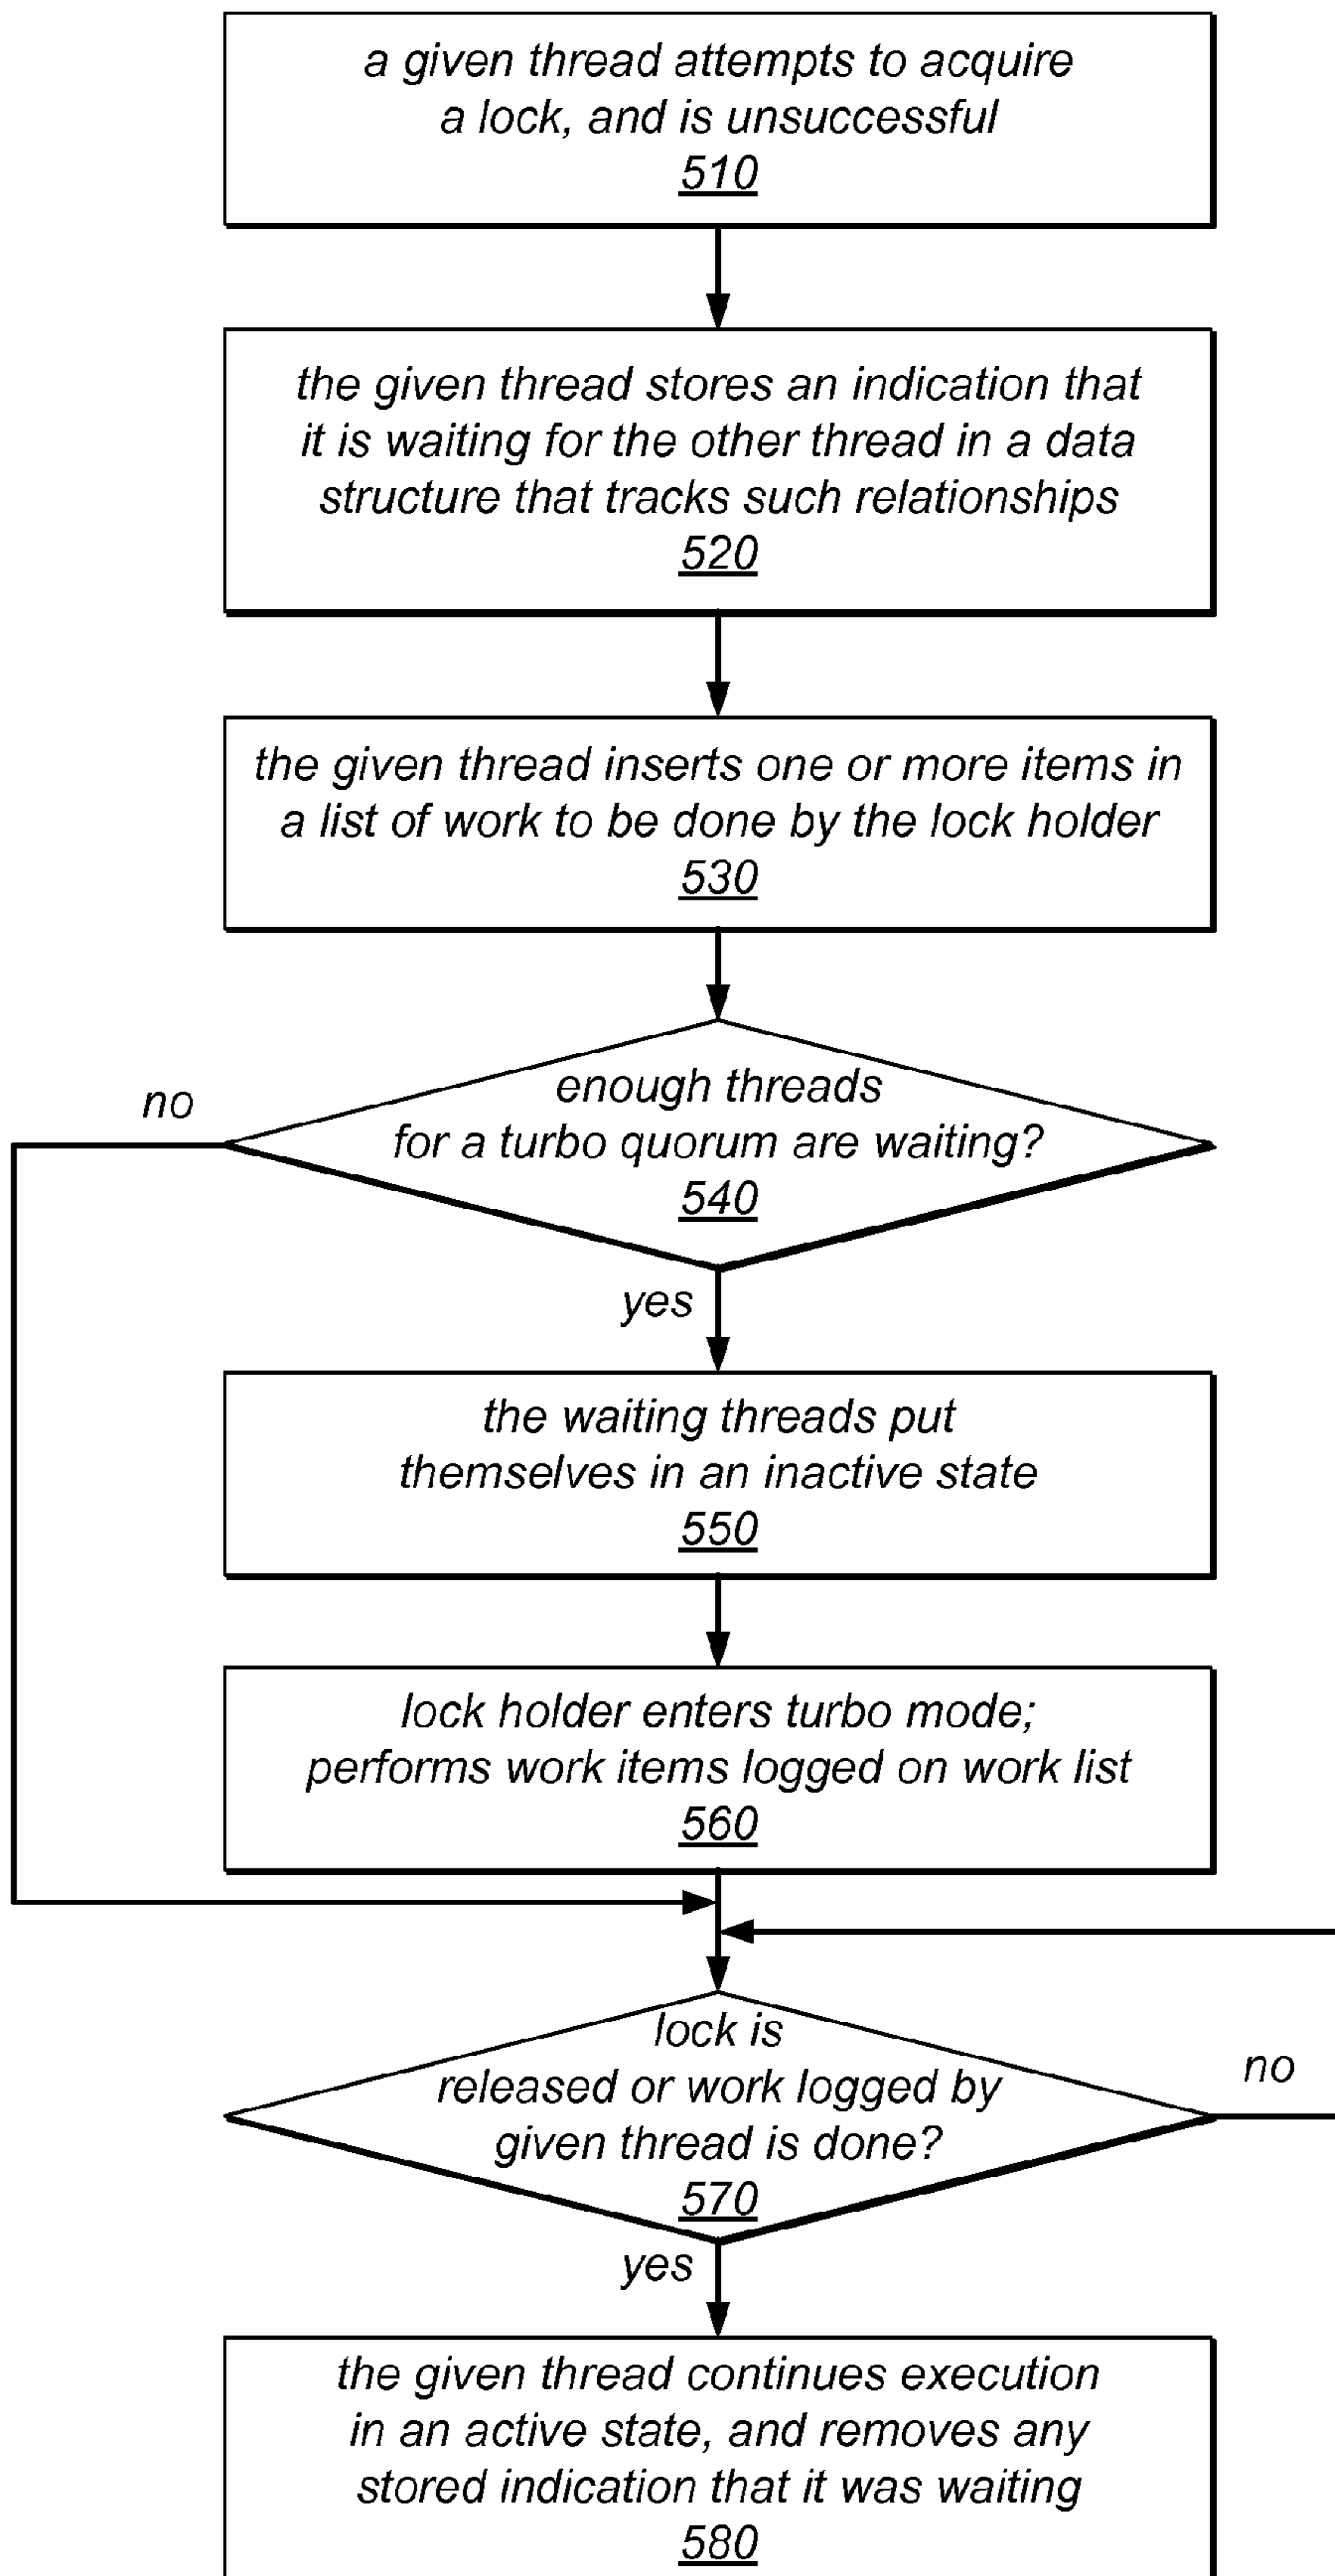 a given thread attempts to acquire
a lock, and is unsuccessful
510
the given thread stores an indication that
it is waiting for the other thread in a data
structure that tracks such relationships
520
the given thread inserts one or more items in
a list of work to be done by the lock holder
530
no
enough threads
for a turbo quorum are waiting?
540
yes
the waiting threads put
themselves in an inactive state
550
lock holder enters turbo mode;
performs work items logged on work list
560
lock is
released or work logged by
given thread is done?
570
no
yes
the given thread continues execution
in an active state, and removes any
stored indication that it was waiting
580